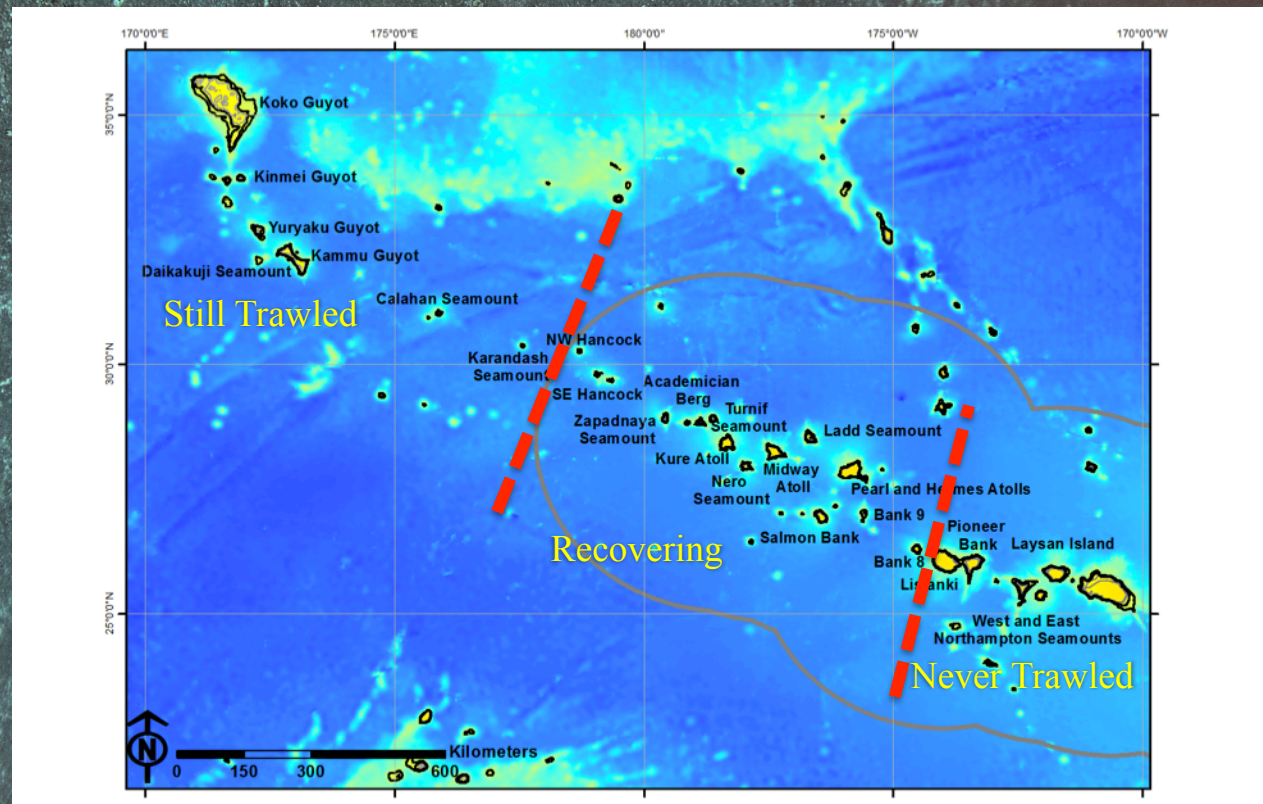 170°0'0"E
175°0'0"E
180°0'0"
175°0'0"W
170°0'0"W
35°0'0"N
30°0'0"N
25°0'0"N
Koko Guyot
Kinmei Guyot
Yuryaku Guyot
Kammu Guyot
Daikakuji Seamount
Still Trawled
Calahan Seamount
NW Hancock
Karandash
Seamount
SE Hancock
Academician
Berg
Turnif
Seamount
Zapadnaya
Seamount
Ladd Seamount
Kure Atoll
Midway
Atoll
Nero
Seamount
Pearl and Hermes Atolls
Bank 9
Salmon Bank
Pioneer
Bank
Laysan Island
Recovering
Bank 8
West and East
Northampton Seamounts
Never Trawled
N
Kilometers
0 150 300 600